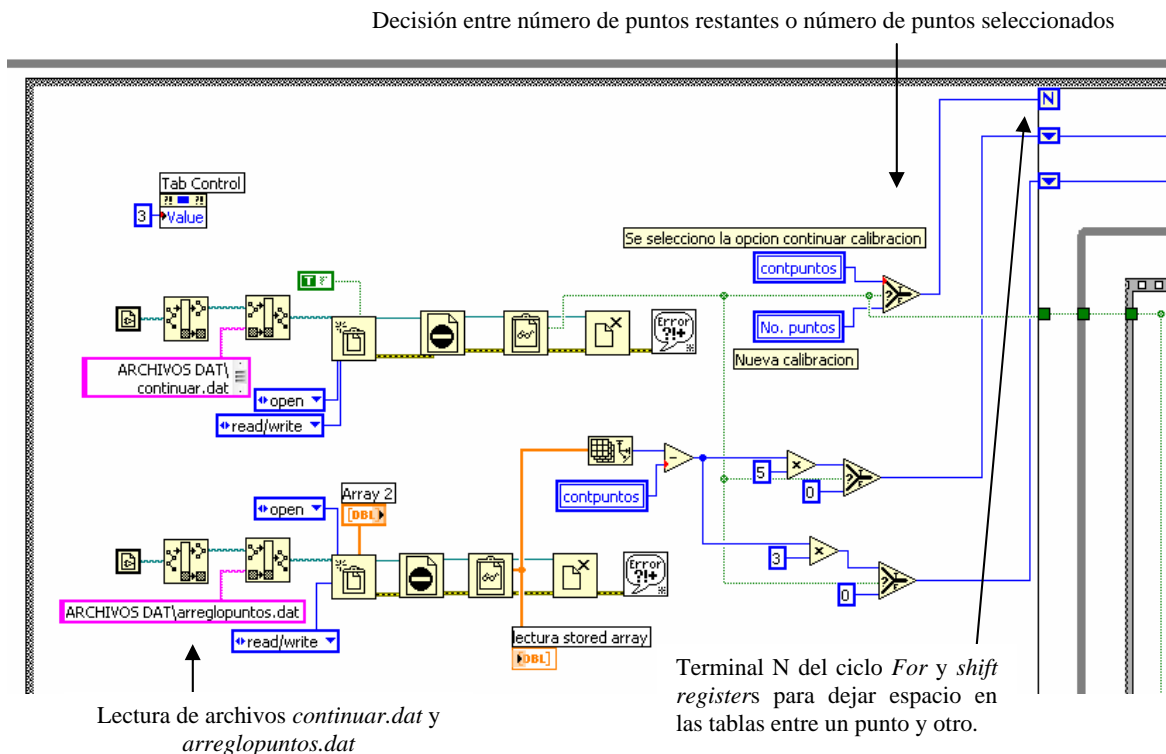 Decisión entre número de puntos restantes o número de puntos seleccionados
N
Tab Control
3
Value
Se selecciono la opcion continuar calibracion
contpuntos
T
?
T
F
No. puntos
Error
?!+
Nueva calibracion
ARCHIVOS DAT\
continuar.dat
open
read/write
5
x
0
?
T
F
contpuntos
-
Array 2
[DBL]
open
3
x
0
?
T
F
Error
?!+
ARCHIVOS DAT\arreglopuntos.dat
read/write
lectura stored array
DBL]
Lectura de archivos continuar.dat y
arreglopuntos.dat
Terminal N del ciclo For y shift
registers para dejar espacio en
las tablas entre un punto y otro.